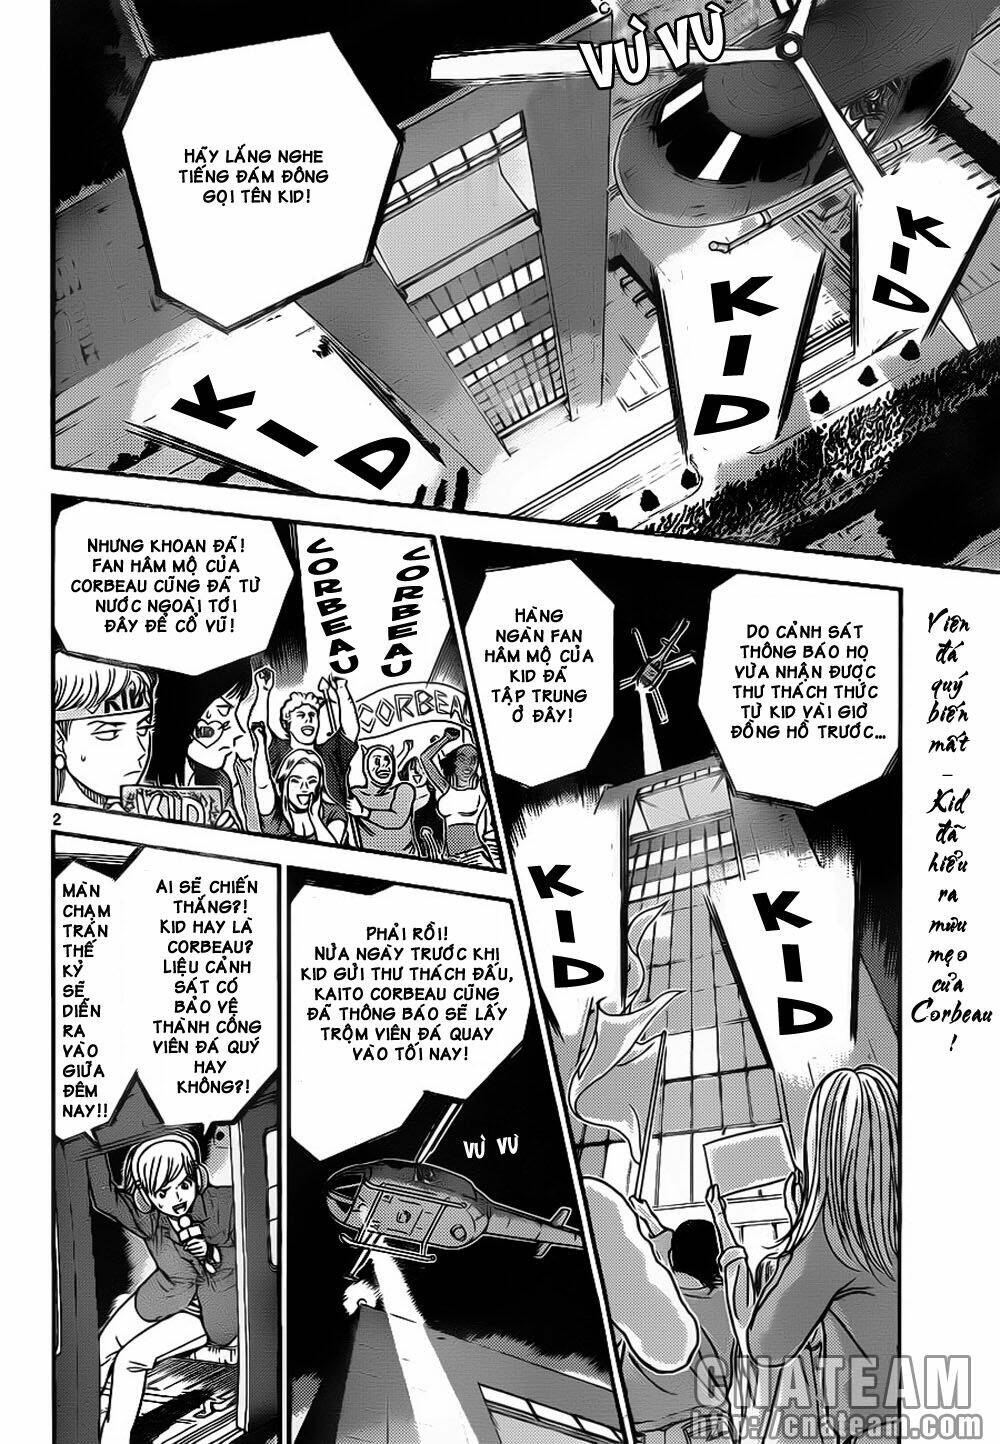 VÙ VÙ
HÃY LẮNG NGHE
TIẾNG ĐÁM ĐÔNG
GỌI TÊN KID!
KID
KID
KID
DO CẢNH SÁT
THÔNG BÁO HỌ
VỪA NHẬN ĐƯỢC
THƯ THÁCH THỨC
TỪ KID VÀI GIỜ
ĐỒNG HỒ TRƯỚC...
HÀNG
NGÀN FAN
HÂM MỘ CỦA
KID ĐÃ
TẬP TRUNG
Ở ĐÂY!
KID
KID
Viên
đá
quý
biến
mất
-
Kid
đã
hiểu
ra
mưu
mẹo
của
Corbeau
!
NHƯNG KHOAN ĐÃ!
FAN HÂM MỘ CỦA
CORBEAU CŨNG ĐÃ TỪ
NƯỚC NGOÀI TỚI
ĐÂY ĐỂ CỔ VŨ!
CORBEAU
CORBEAU
CORBEAU
KID
KID
2
PHẢI RỒI!
NỬA NGÀY TRƯỚC KHI
KID GỬI THƯ THÁCH ĐẤU,
KAITO CORBEAU CŨNG
ĐÃ THÔNG BÁO SẼ LẤY
TRỘM VIÊN ĐÁ QUAY
VÀO TỐI NAY!
VÙ VÙ
AI SẼ CHIẾN
THẮNG?!
KID HAY LÀ
CORBEAU?
LIỆU CẢNH
SÁT CÓ
BẢO VỆ
THÀNH CÔNG
VIÊN ĐÁ QUÝ
HAY
KHÔNG?!
MÀN
CHẠM
TRÁN
THẾ
KỶ
SẼ
DIỄN
RA
VÀO
GIỮA
ĐÊM
NAY!!
CNATEAM
http://cnateam.com/